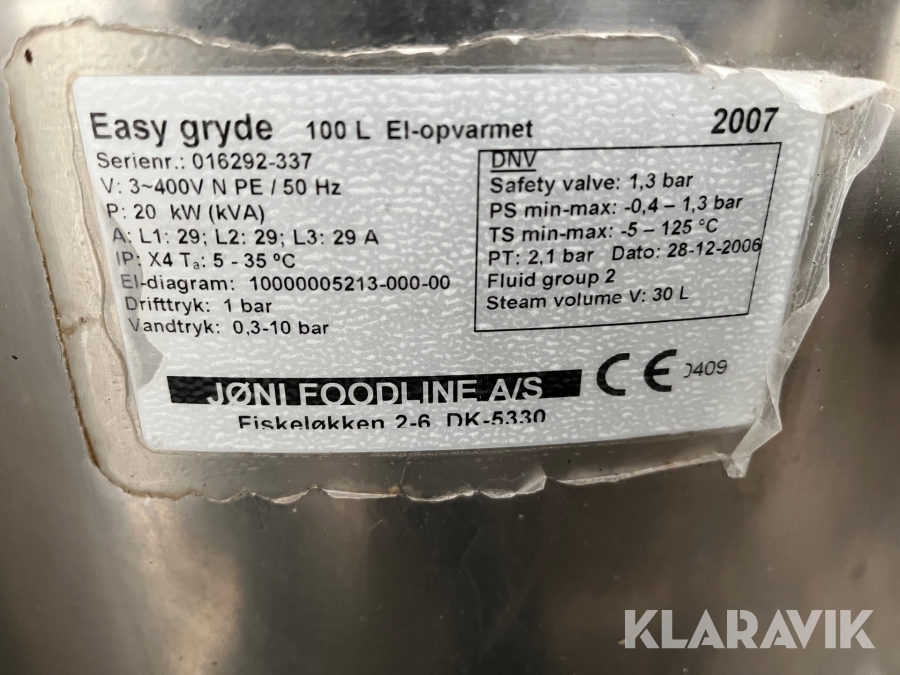 Easy gryde 100 L El-opvarmet 2007
Serienr.: 016292-337
V: 3~400V N PE / 50 Hz
P: 20 kW (kVA)
A: L1: 29; L2: 29; L3: 29 A
IP: X4 Ta: 5 - 35 °C
El-diagram: 10000005213-000-00
Drifttryk: 1 bar
Vandtryk: 0,3-10 bar
DNV
Safety valve: 1,3 bar
PS min-max: -0,4 – 1,3 bar
TS min-max: -5 – 125 °C
PT: 2,1 bar Dato: 28-12-2006
Fluid group 2
Steam volume V: 30 L
JØNI FOODLINE A/S
CE 0409
Fiskeløkken 2-6 DK-5330
KLARAVIK